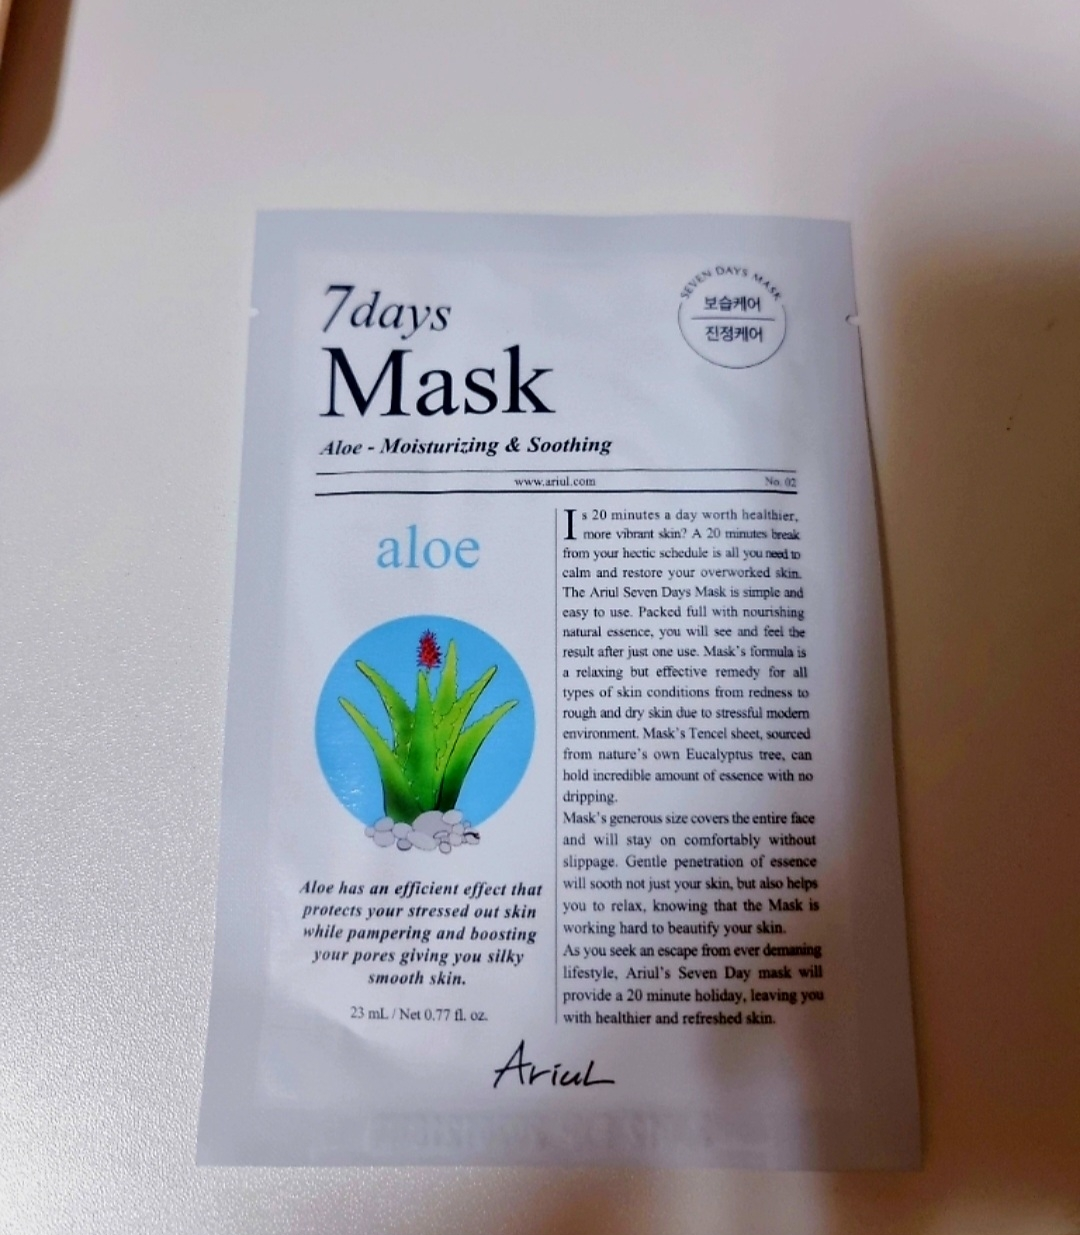 7days
Mask
Aloe - Moisturizing & Soothing
SEVEN DAYS MASK
보습케어
진정케어
www.ariul.com
No. 02
aloe
Aloe has an efficient effect that
protects your stressed out skin
while pampering and boosting
your pores giving you silky
smooth skin.
23 mL / Net 0.77 fl. oz.
Is 20 minutes a day worth healthier,
more vibrant skin? A 20 minutes break
from your hectic schedule is all you need to
calm and restore your overworked skin.
The Ariul Seven Days Mask is simple and
easy to use. Packed full with nourishing
natural essence, you will see and feel the
result after just one use. Mask's formula is
a relaxing but effective remedy for all
types of skin conditions from redness to
rough and dry skin due to stressful modern
environment. Mask's Tencel sheet, sourced
from nature's own Eucalyptus tree, can
hold incredible amount of essence with no
dripping.
Mask's generous size covers the entire face
and will stay on comfortably without
slippage. Gentle penetration of essence
will sooth not just your skin, but also helps
you to relax, knowing that the Mask is
working hard to beautify your skin.
As you seek an escape from ever demaning
lifestyle, Ariul's Seven Day mask will
provide a 20 minute holiday, leaving you
with healthier and refreshed skin.
Ariul